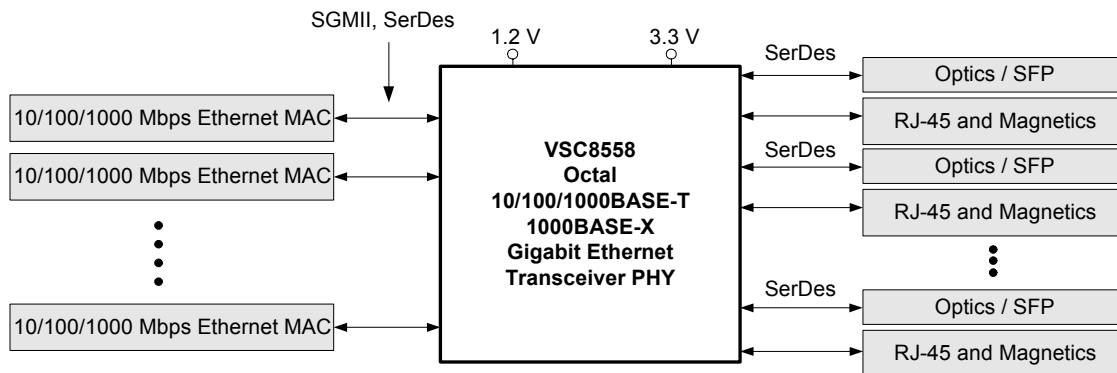 SGMII, SerDes
1.2 V
3.3 V
10/100/1000 Mbps Ethernet MAC
10/100/1000 Mbps Ethernet MAC
10/100/1000 Mbps Ethernet MAC
VSC8558
Octal
10/100/1000BASE-T
1000BASE-X
Gigabit Ethernet
Transceiver PHY
SerDes
Optics / SFP
RJ-45 and Magnetics
SerDes
Optics / SFP
RJ-45 and Magnetics
SerDes
Optics / SFP
RJ-45 and Magnetics